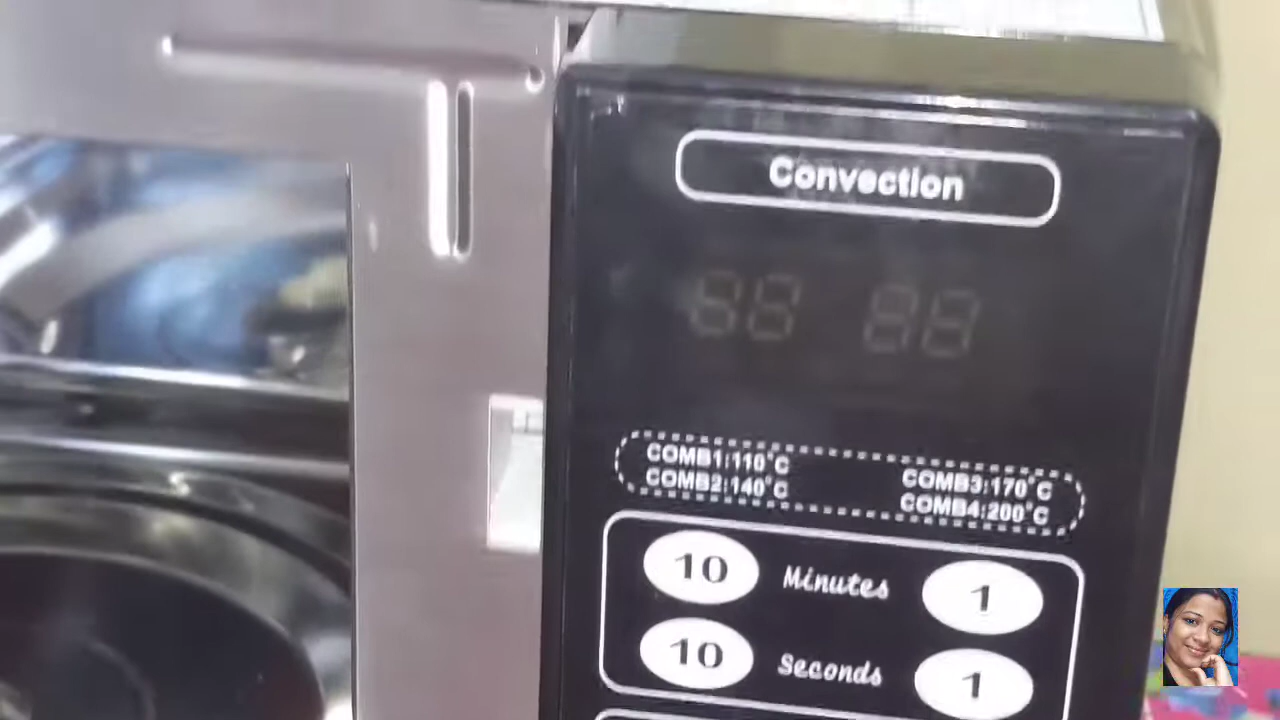 Convection
88 88
COMB1:110°C COMB3:170°C
COMB2:140°C COMB4:200°C
10 Minutes 1
10 Seconds 1